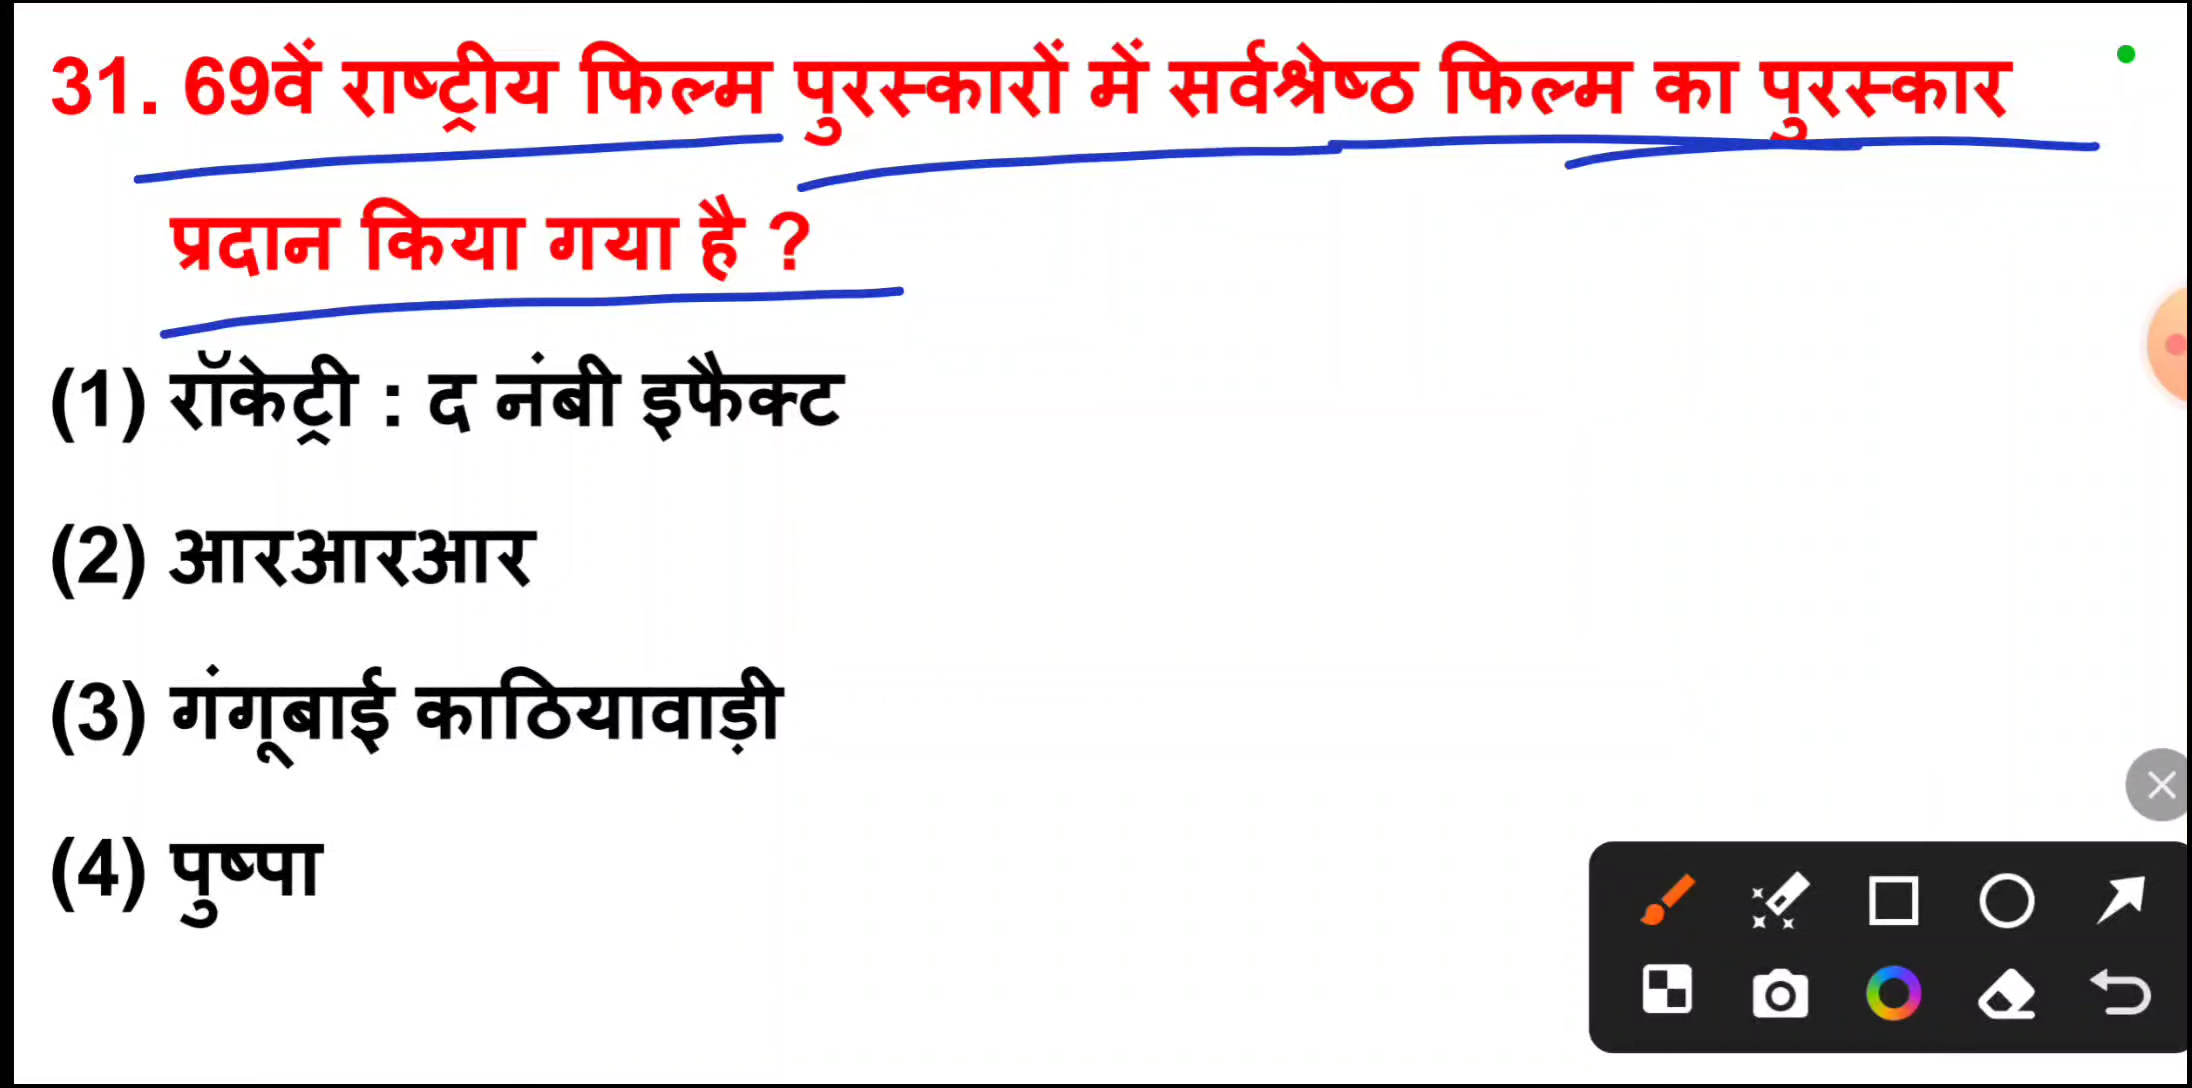 31. 69वें राष्ट्रीय फिल्म पुरस्कारों में सर्वश्रेष्ठ फिल्म का पुरस्कार
प्रदान किया गया है ?
(1) रॉकेट्री : द नंबी इफैक्ट
(2) आरआरआर
(3) गंगूबाई काठियावाड़ी
(4) पुष्पा